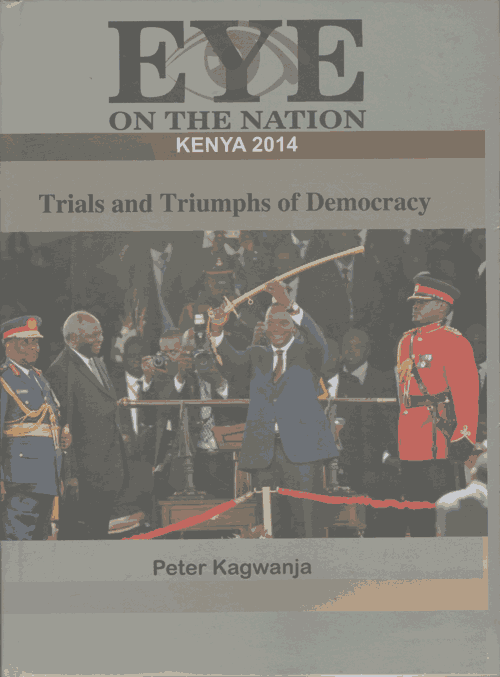 EYE
ON THE NATION
KENYA 2014
Trials and Triumphs of Democracy
Peter Kagwanja